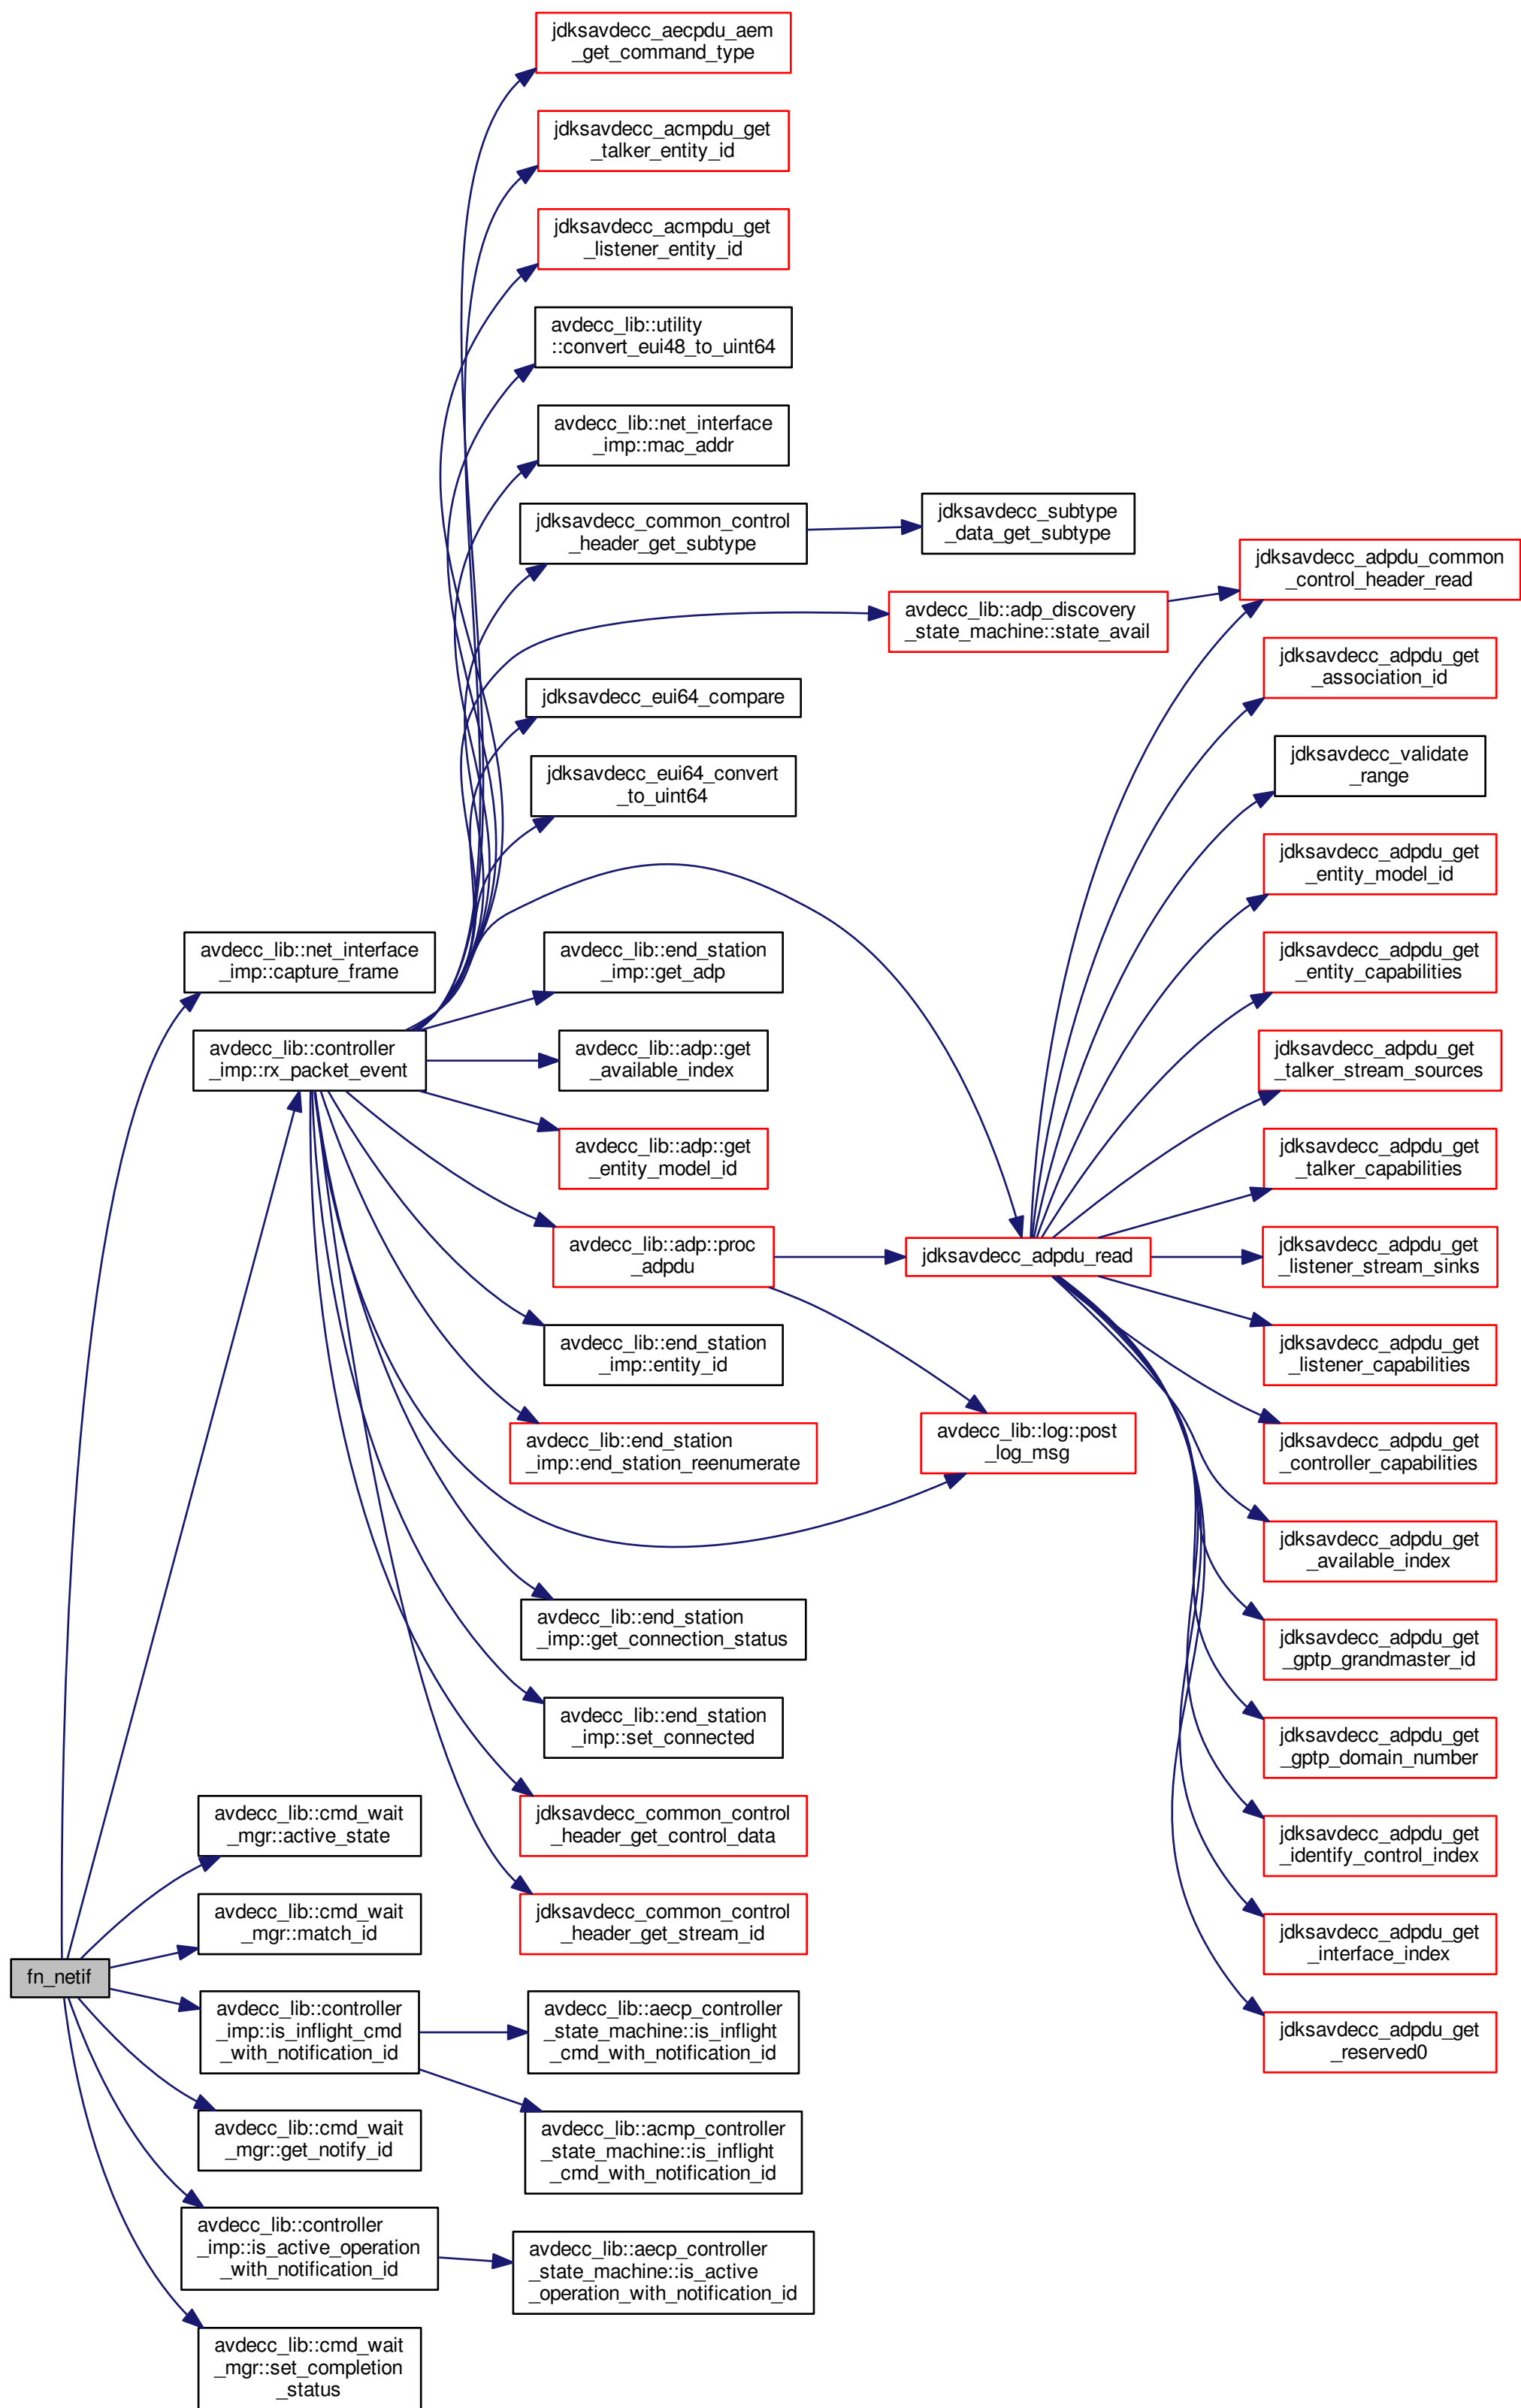 jdksavdecc_aecpdu_aem
_get_command_type
jdksavdecc_acmpdu_get
_talker_entity_id
jdksavdecc_acmpdu_get
_listener_entity_id
avdecc_lib::utility
::convert_eui48_to_uint64
avdecc_lib::net_interface
_imp::mac_addr
jdksavdecc_common_control
_header_get_subtype
jdksavdecc_subtype
_data_get_subtype
jdksavdecc_adpdu_common
_control_header_read
avdecc_lib::adp_discovery
_state_machine::state_avail
jdksavdecc_adpdu_get
_association_id
jdksavdecc_eui64_compare
jdksavdecc_validate
_range
jdksavdecc_eui64_convert
_to_uint64
jdksavdecc_adpdu_get
_entity_model_id
avdecc_lib::net_interface
_imp::capture_frame
avdecc_lib::end_station
_imp::get_adp
jdksavdecc_adpdu_get
_entity_capabilities
avdecc_lib::controller
_imp::rx_packet_event
avdecc_lib::adp::get
_available_index
jdksavdecc_adpdu_get
_talker_stream_sources
avdecc_lib::adp::get
_entity_model_id
jdksavdecc_adpdu_get
_talker_capabilities
avdecc_lib::adp::proc
_adpdu
jdksavdecc_adpdu_read
jdksavdecc_adpdu_get
_listener_stream_sinks
avdecc_lib::end_station
_imp::entity_id
jdksavdecc_adpdu_get
_listener_capabilities
avdecc_lib::end_station
_imp::end_station_reenumerate
avdecc_lib::log::post
_log_msg
jdksavdecc_adpdu_get
_controller_capabilities
jdksavdecc_adpdu_get
_available_index
avdecc_lib::end_station
_imp::get_connection_status
jdksavdecc_adpdu_get
_gptp_grandmaster_id
avdecc_lib::end_station
_imp::set_connected
jdksavdecc_adpdu_get
_gptp_domain_number
avdecc_lib::cmd_wait
_mgr::active_state
jdksavdecc_common_control
_header_get_control_data
jdksavdecc_adpdu_get
_identify_control_index
avdecc_lib::cmd_wait
_mgr::match_id
jdksavdecc_common_control
_header_get_stream_id
jdksavdecc_adpdu_get
_interface_index
fn_netif
avdecc_lib::controller
_imp::is_inflight_cmd
_with_notification_id
avdecc_lib::aecp_controller
_state_machine::is_inflight
_cmd_with_notification_id
jdksavdecc_adpdu_get
_reserved0
avdecc_lib::cmd_wait
_mgr::get_notify_id
avdecc_lib::acmp_controller
_state_machine::is_inflight
_cmd_with_notification_id
avdecc_lib::controller
_imp::is_active_operation
_with_notification_id
avdecc_lib::aecp_controller
_state_machine::is_active
_operation_with_notification_id
avdecc_lib::cmd_wait
_mgr::set_completion
_status